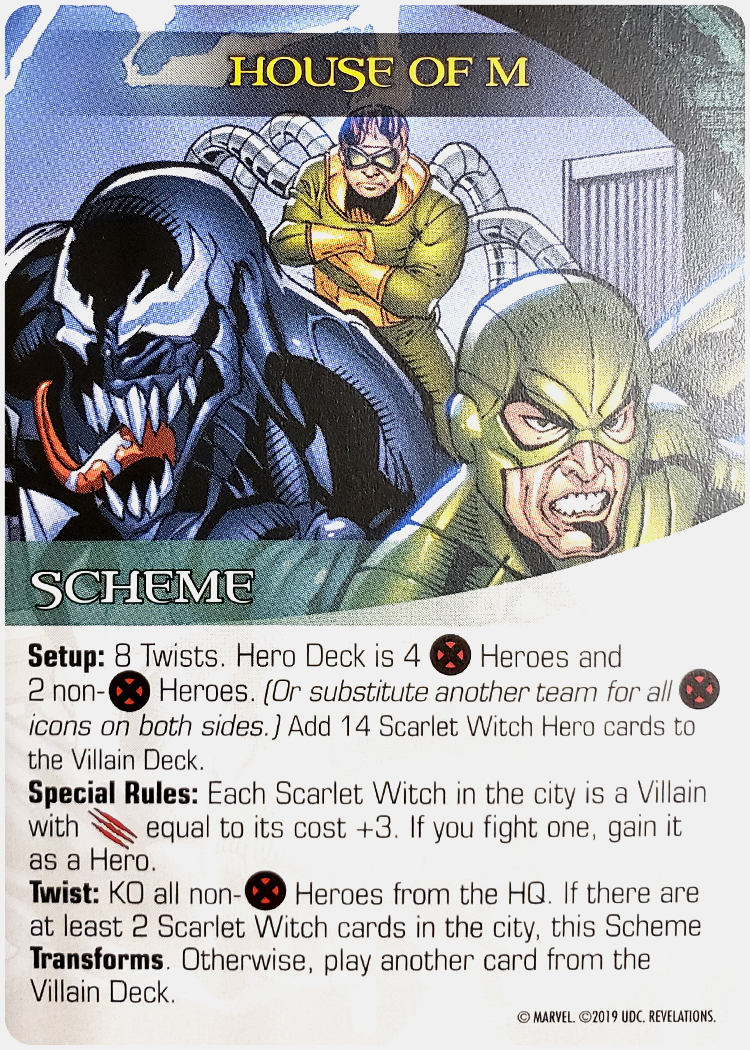 HOUSE OF M
SCHEME
Setup: 8 Twists. Hero Deck is 4 Heroes and
2 non- Heroes. (Or substitute another team for all
icons on both sides.) Add 14 Scarlet Witch Hero cards to
the Villain Deck.
Special Rules: Each Scarlet Witch in the city is a Villain
with equal to its cost +3. If you fight one, gain it
as a Hero.
Twist: KO all non- Heroes from the HQ. If there are
at least 2 Scarlet Witch cards in the city, this Scheme
Transforms. Otherwise, play another card from the
Villain Deck.
© MARVEL. ©2019 UDC. REVELATIONS.